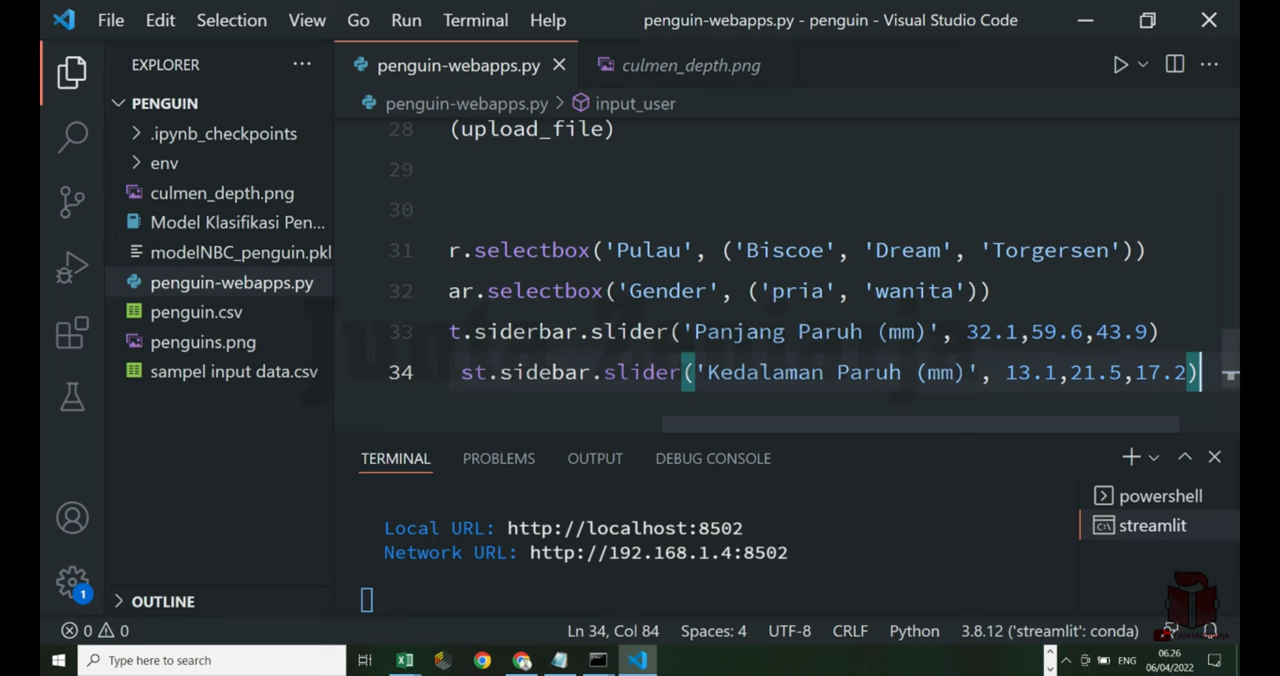 File Edit Selection View Go Run Terminal Help penguin-webapps.py - penguin - Visual Studio Code
EXPLORER
PENGUIN
.ipynb_checkpoints
env
culmen_depth.png
Model Klasifikasi Pen...
modelNBC_penguin.pkl
penguin-webapps.py
penguin.csv
penguins.png
sampel input data.csv
OUTLINE
penguin-webapps.py culmen_depth.png
penguin-webapps.py > input_user
28 (upload_file)
29
30
31 r.selectbox('Pulau', ('Biscoe', 'Dream', 'Torgersen'))
32 ar.selectbox('Gender', ('pria', 'wanita'))
33 t.siderbar.slider('Panjang Paruh (mm)', 32.1,59.6,43.9)
34 st.sidebar.slider('Kedalaman Paruh (mm)', 13.1,21.5,17.2)
TERMINAL PROBLEMS OUTPUT DEBUG CONSOLE
Local URL: http://localhost:8502
Network URL: http://192.168.1.4:8502
powershell
streamlit
1
0 0 Ln 34, Col 84 Spaces: 4 UTF-8 CRLF Python 3.8.12 ('streamlit': conda)
Type here to search
ENG
06.26
06/04/2022